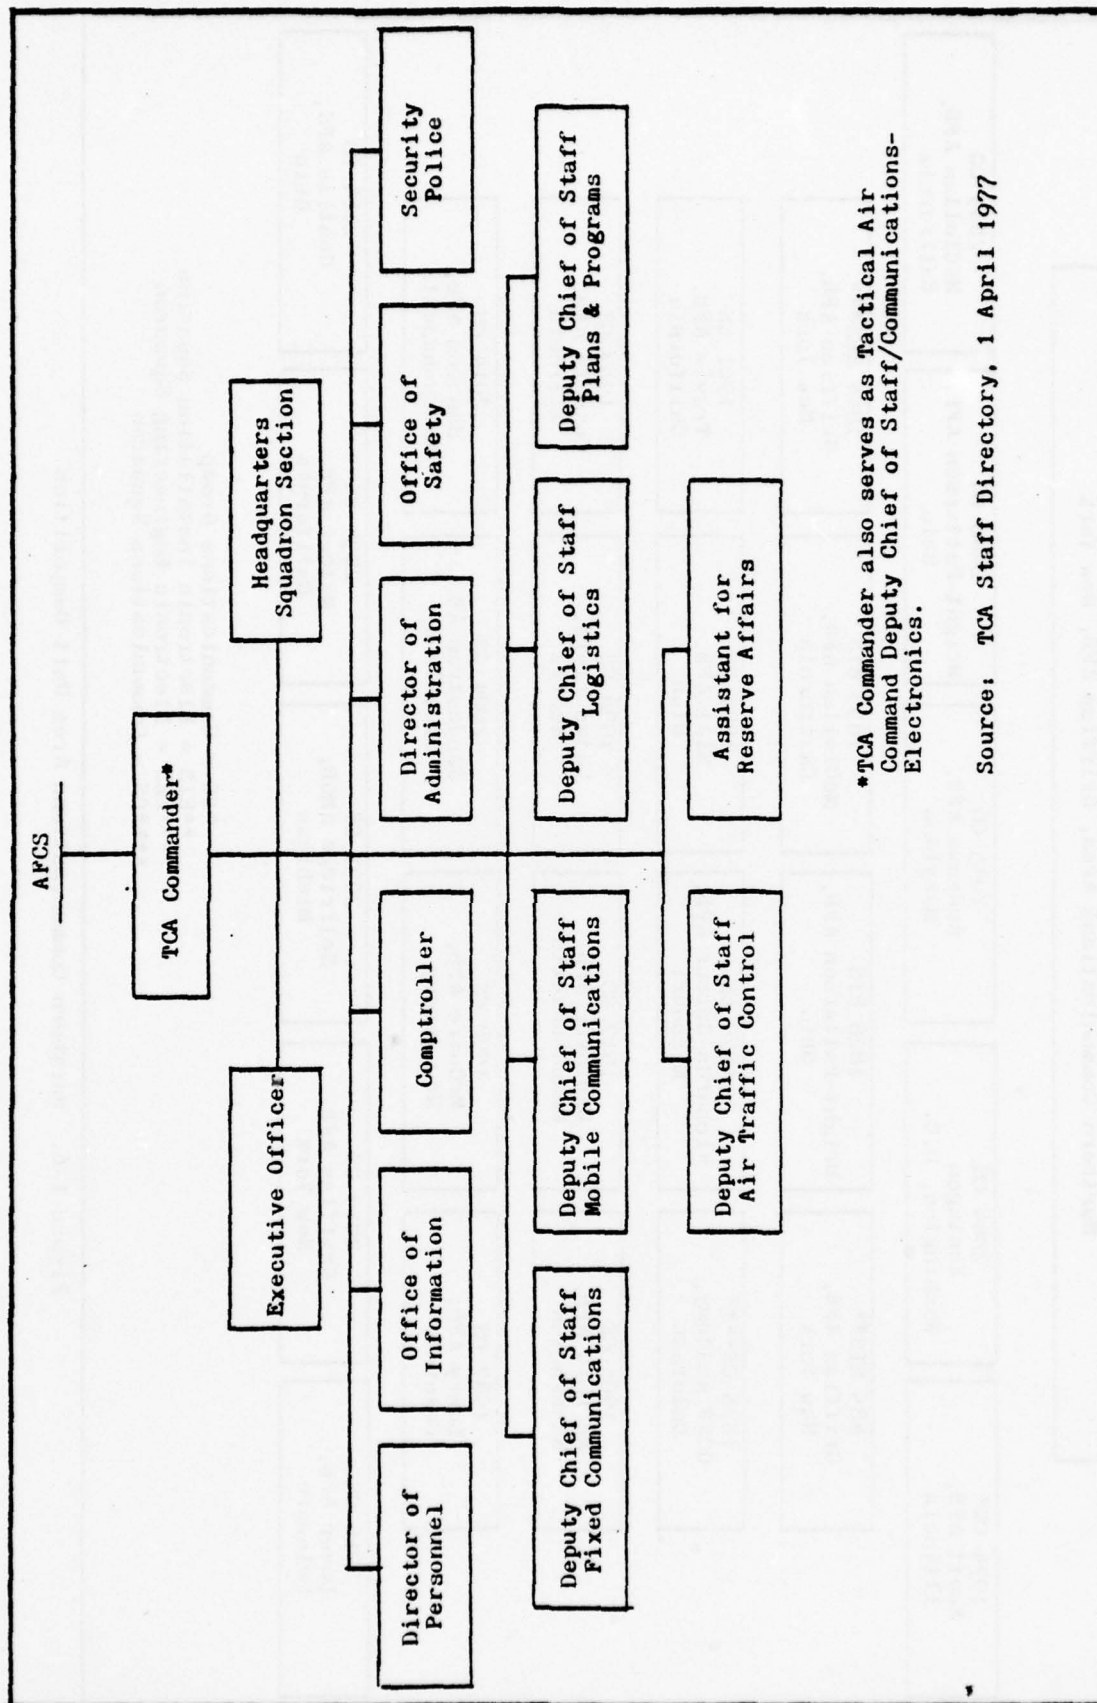 AFCS
TCA Commander*
Executive Officer
Headquarters
Squadron Section
Director of
Personnel
Office of
Information
Comptroller
Director of
Administration
Office of
Safety
Security
Police
Deputy Chief of Staff
Fixed Communications
Deputy Chief of Staff
Mobile Communications
Deputy Chief of Staff
Logistics
Deputy Chief of Staff
Plans & Programs
Deputy Chief of Staff
Air Traffic Control
Assistant for
Reserve Affairs
*TCA Commander also serves as Tactical Air
Command Deputy Chief of Staff/Communications-
Electronics.
Source: TCA Staff Directory, 1 April 1977